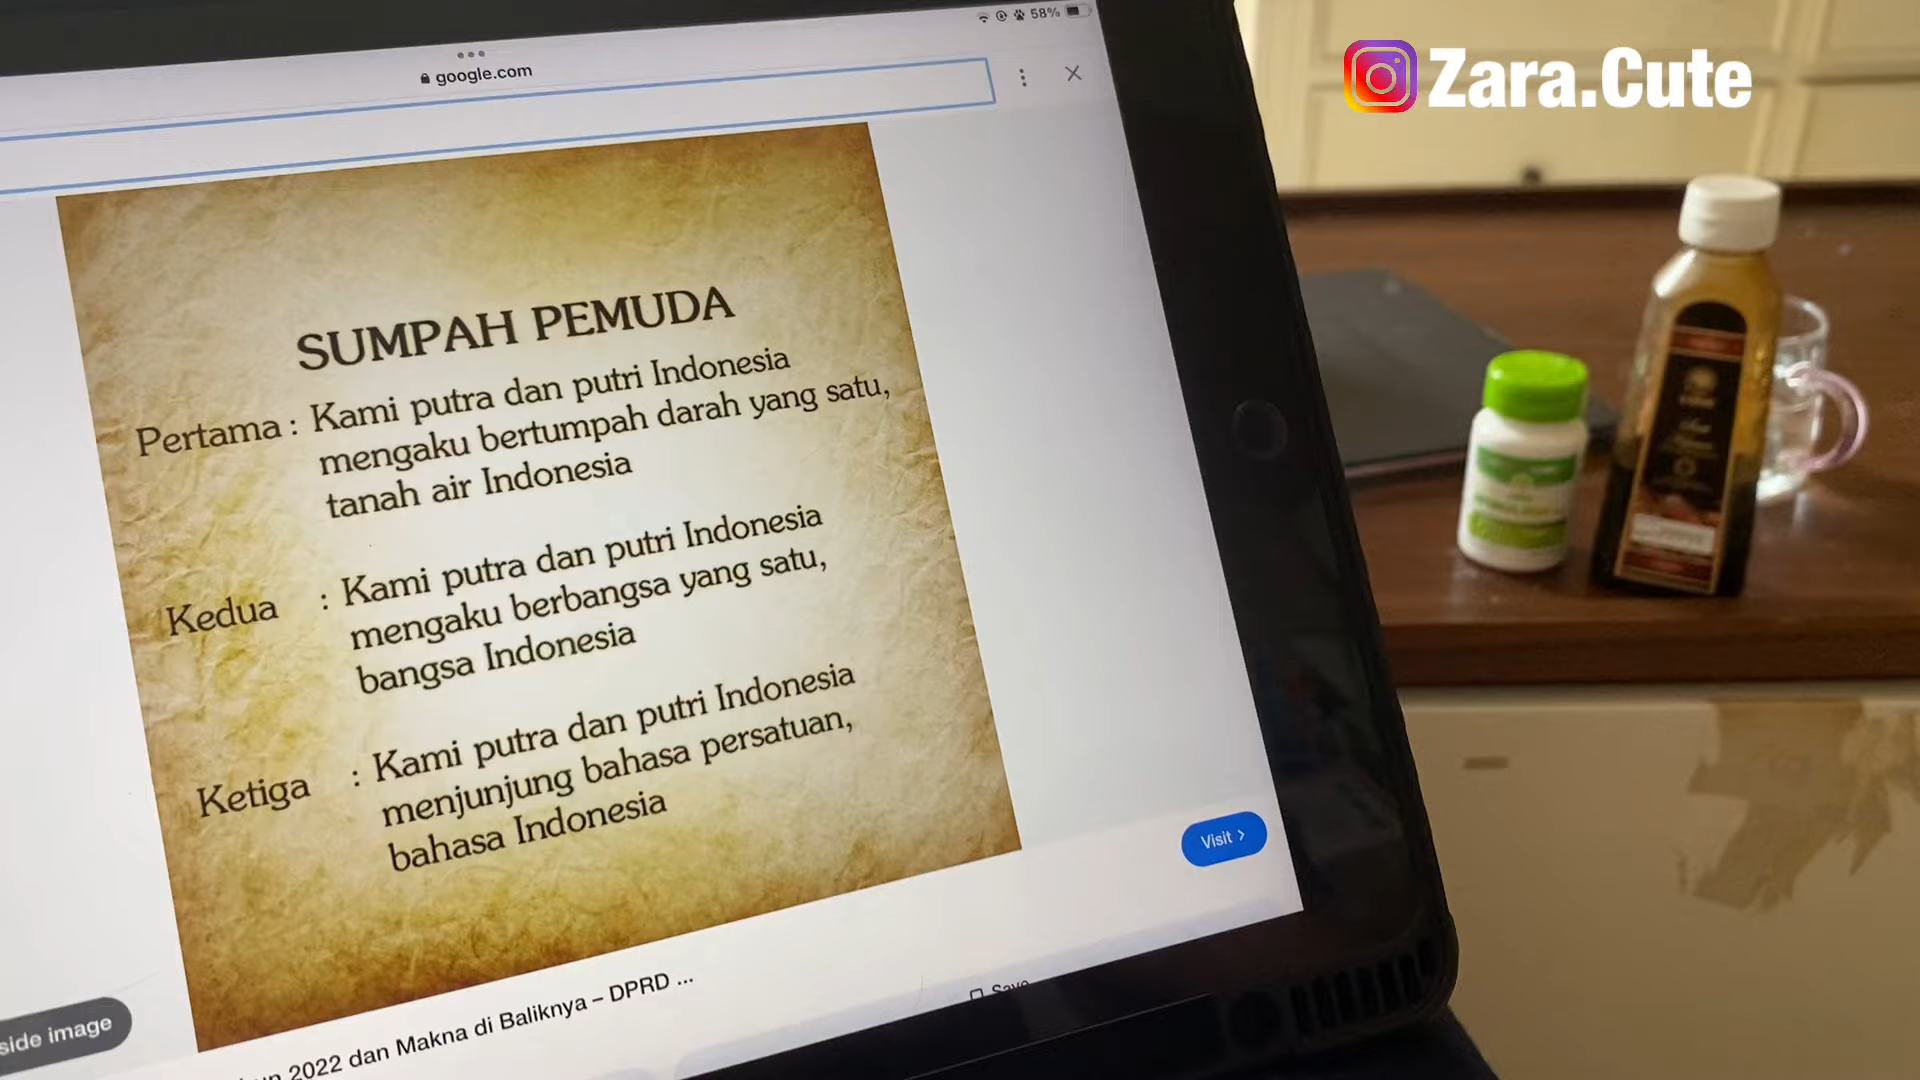 58%
google.com
Zara.Cute
SUMPAH PEMUDA
Pertama : Kami putra dan putri Indonesia
mengaku bertumpah darah yang satu,
tanah air Indonesia
Kedua : Kami putra dan putri Indonesia
mengaku berbangsa yang satu,
bangsa Indonesia
Ketiga : Kami putra dan putri Indonesia
menjunjung bahasa persatuan,
bahasa Indonesia
Visit >
side image
2022 dan Makna di Baliknya – DPRD ...
Save